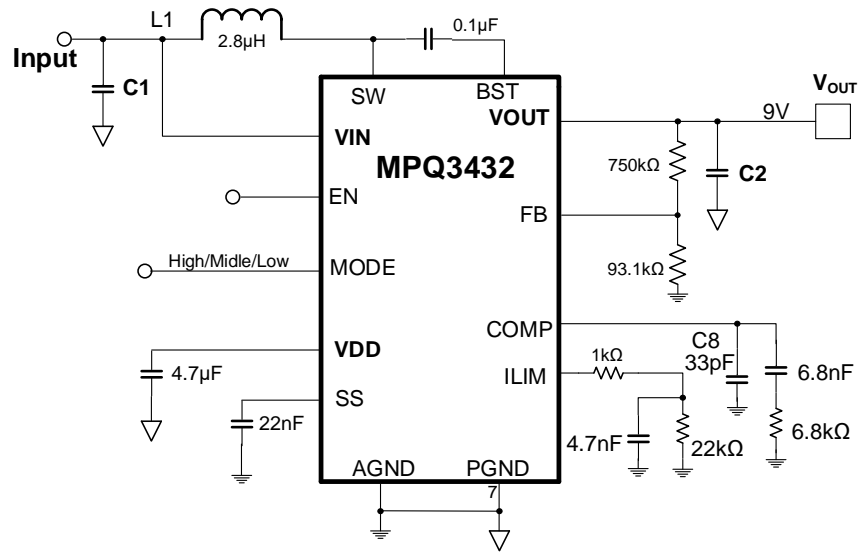 L1
2.8µH
0.1µF
Input
C1
SW
BST
VOUT
9V
VOUT
VIN
MPQ3432
750kΩ
C2
EN
FB
High/Midle/Low
MODE
93.1kΩ
COMP
VDD
4.7µF
1kΩ
C8
33pF
6.8nF
ILIM
SS
22nF
4.7nF
22kΩ
6.8kΩ
AGND
PGND
7